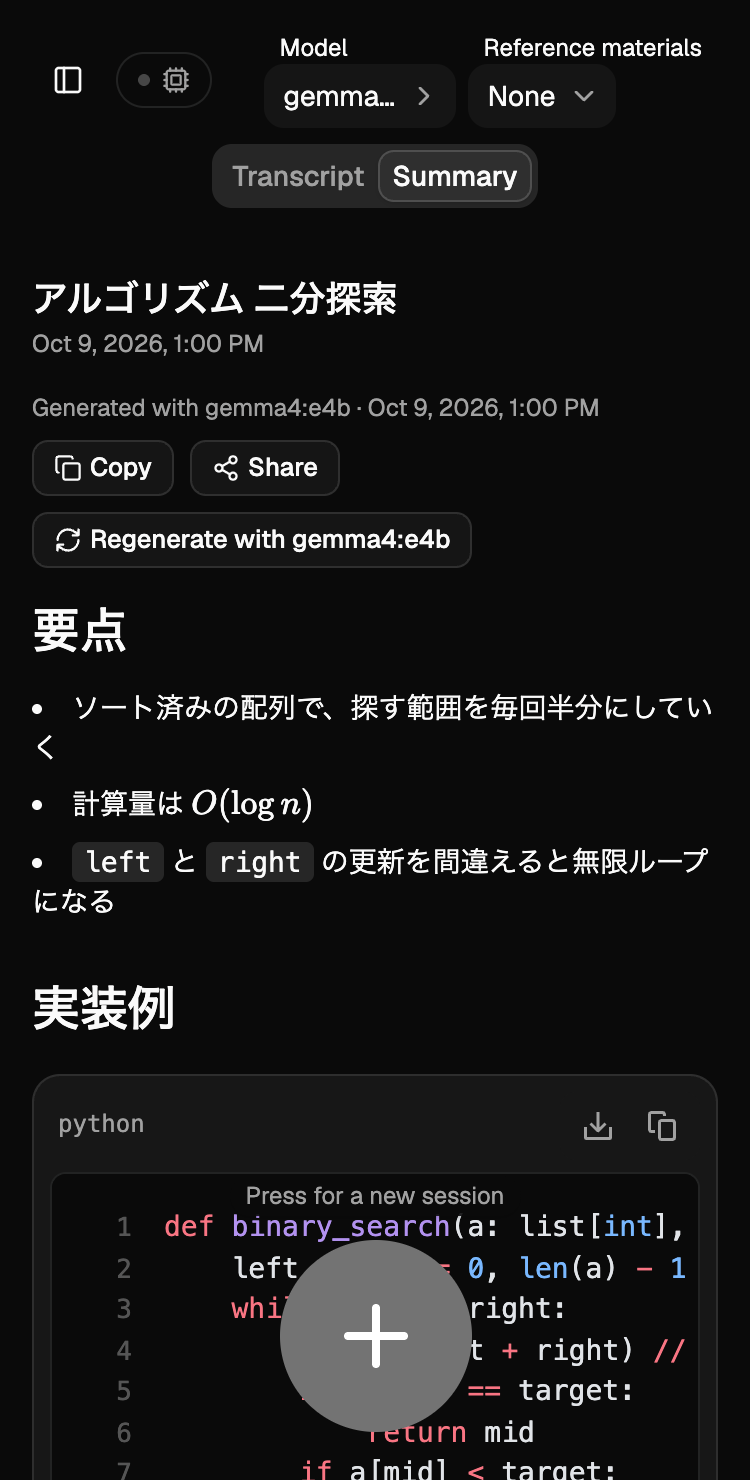 Model
Reference materials
gemma…
None
Transcript
Summary
アルゴリズム 二分探索
Oct 9, 2026, 1:00 PM
Generated with gemma4:e4b · Oct 9, 2026, 1:00 PM
Copy
Share
Regenerate with gemma4:e4b
要点
• ソート済みの配列で、探す範囲を毎回半分にしてい
く
• 計算量は O(log n)
• left と right の更新を間違えると無限ループ
になる
実装例
python
Press for a new session
1 def binary_search(a: list[int],
2 left 0, len(a) - 1
3 right:
4 + right) //
5 == target:
6 return mid
7 if a[mid] < target: